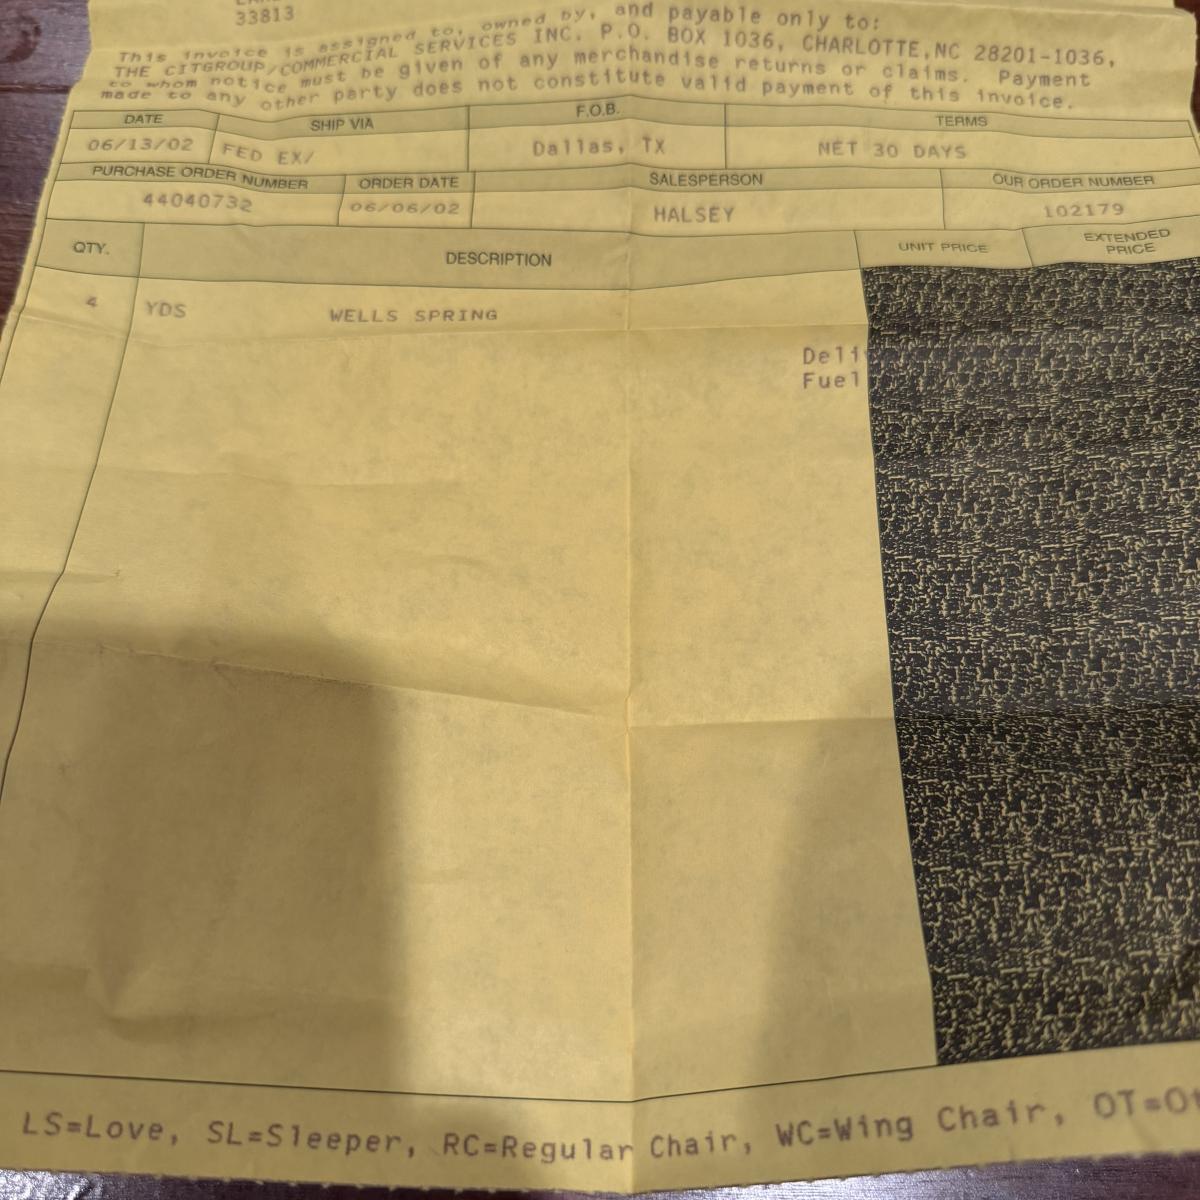 33813
This invoice is assigned to, owned by, and payable only to:
THE CITGROUP/COMMERCIAL SERVICES INC. P.O. BOX 1036, CHARLOTTE,NC 28201-1036,
to whom notice must be given of any merchandise returns or claims. Payment
made to any other party does not constitute valid payment of this invoice.
DATE SHIP VIA F.O.B. TERMS
06/13/02 FED EX/ Dallas, TX NET 30 DAYS
PURCHASE ORDER NUMBER ORDER DATE SALESPERSON OUR ORDER NUMBER
44040732 06/06/02 HALSEY 102179
QTY. DESCRIPTION UNIT PRICE EXTENDED PRICE
4 YDS WELLS SPRING
Deli
Fuel
LS=Love, SL=Sleeper, RC=Regular Chair, WC=Wing Chair, OT=Ot